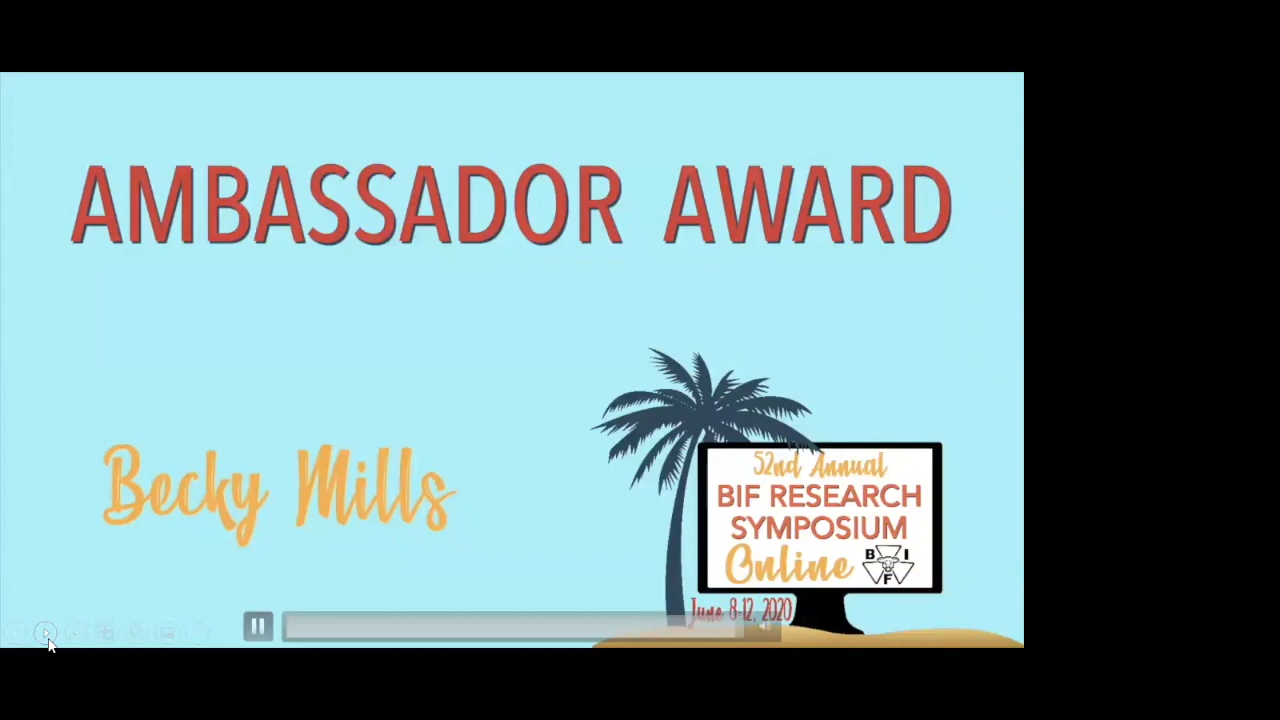 AMBASSADOR AWARD
Becky Mills
52nd Annual
BIF RESEARCH
SYMPOSIUM
Online
B I
F
June 8-12, 2020